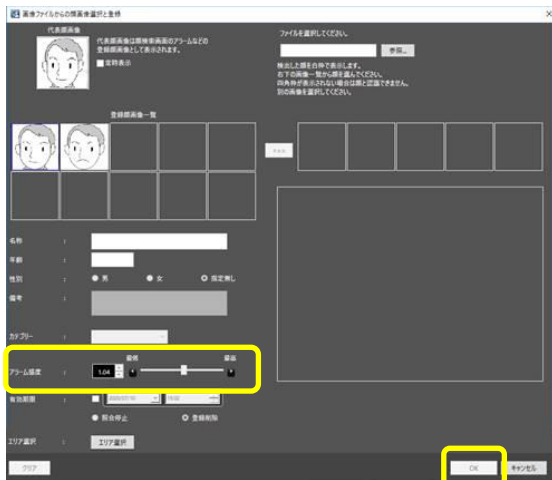 画像ファイルからの顔画像選択と登録
代表顔画像
代表顔画像は顔検索画面のアラームなどの
登録顔画像として表示されます。
常時表示
ファイルを選択してください。
参照...
検出した顔を白枠で表示します。
右下の画像一覧から顔を選んでください。
四角枠が表示されない場合は顔と認識できません。
別の画像を選択してください。
登録顔画像一覧
<<<
名称 :
年齢 :
性別 : 男 女 指定無し
備考 :
カテゴリー :
最低 最高
アラーム感度 : 1.04
有効期限 :
照合停止 登録削除
エリア選択 : エリア選択
クリア OK キャンセル